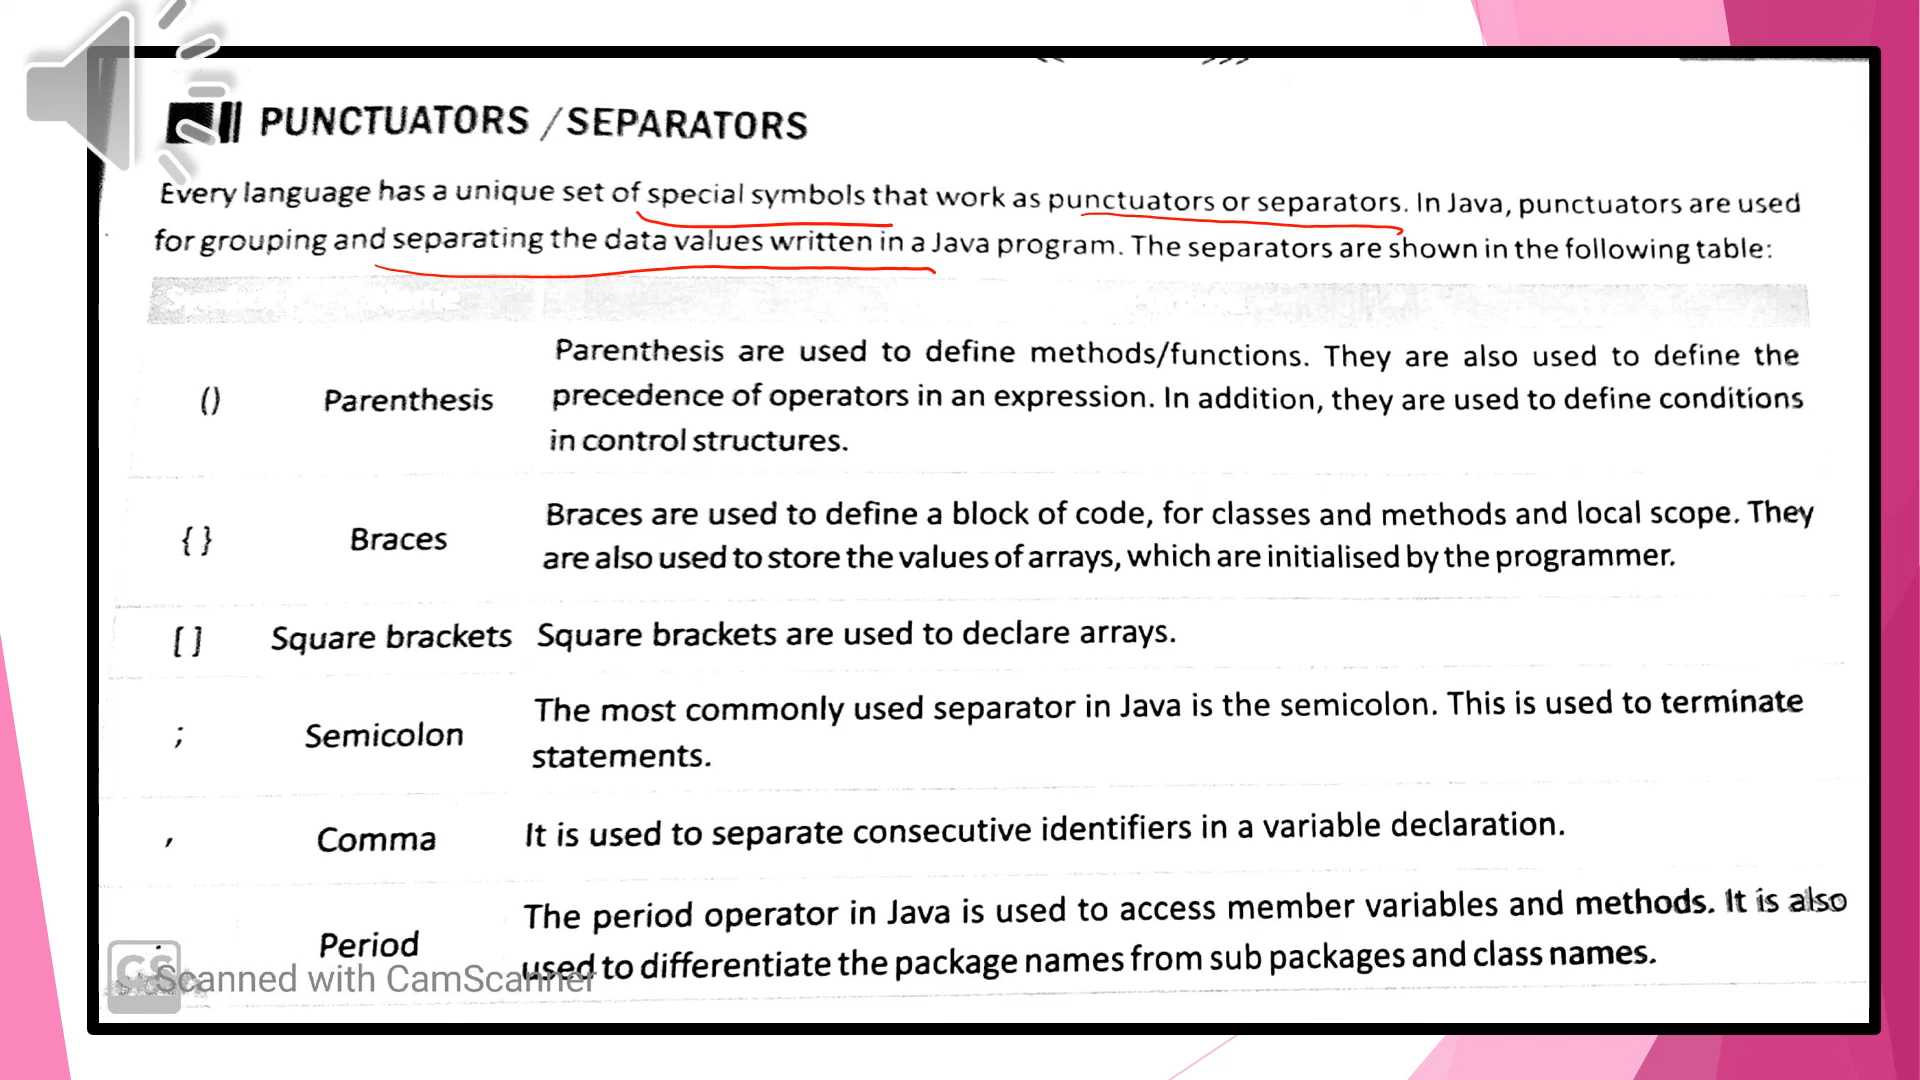 PUNCTUATORS / SEPARATORS
Every language has a unique set of special symbols that work as punctuators or separators. In Java, punctuators are used
for grouping and separating the data values written in a Java program. The separators are shown in the following table:
() Parenthesis Parenthesis are used to define methods/functions. They are also used to define the
precedence of operators in an expression. In addition, they are used to define conditions
in control structures.
{ } Braces Braces are used to define a block of code, for classes and methods and local scope. They
are also used to store the values of arrays, which are initialised by the programmer.
[ ] Square brackets Square brackets are used to declare arrays.
; Semicolon The most commonly used separator in Java is the semicolon. This is used to terminate
statements.
, Comma It is used to separate consecutive identifiers in a variable declaration.
. Period The period operator in Java is used to access member variables and methods. It is also
used to differentiate the package names from sub packages and class names.
CS Scanned with CamScanner